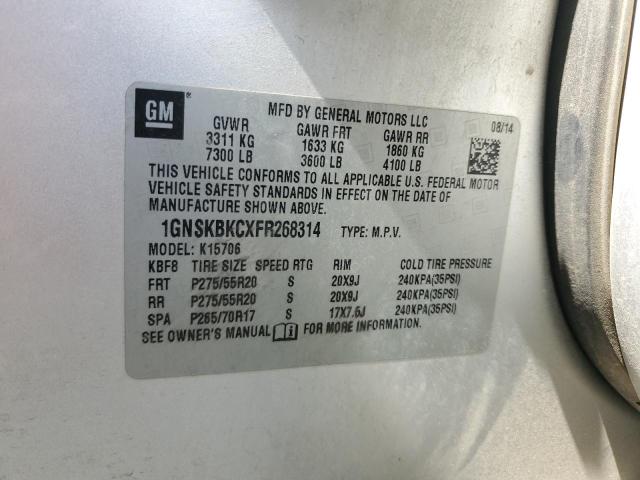 GM
®
MFD BY GENERAL MOTORS LLC
08/14
GVWR GAWR FRT GAWR RR
3311 KG 1633 KG 1860 KG
7300 LB 3600 LB 4100 LB
THIS VEHICLE CONFORMS TO ALL APPLICABLE U.S. FEDERAL MOTOR
VEHICLE SAFETY STANDARDS IN EFFECT ON THE DATE OF
MANUFACTURE SHOWN ABOVE.
1GNSKBKCXFR268314 TYPE: M.P.V.
MODEL: K15706
KBF8 TIRE SIZE SPEED RTG RIM COLD TIRE PRESSURE
FRT P275/55R20 S 20X9J 240KPA(35PSI)
RR P275/55R20 S 20X9J 240KPA(35PSI)
SPA P265/70R17 S 17X7.5J 240KPA(35PSI)
SEE OWNER'S MANUAL FOR MORE INFORMATION.